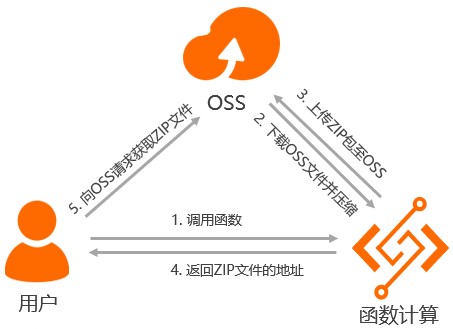 OSS
3. 上传ZIP包至OSS
2. 下载OSS文件并压缩
5. 向OSS请求获取ZIP文件
1. 调用函数
4. 返回ZIP文件的地址
用户
函数计算